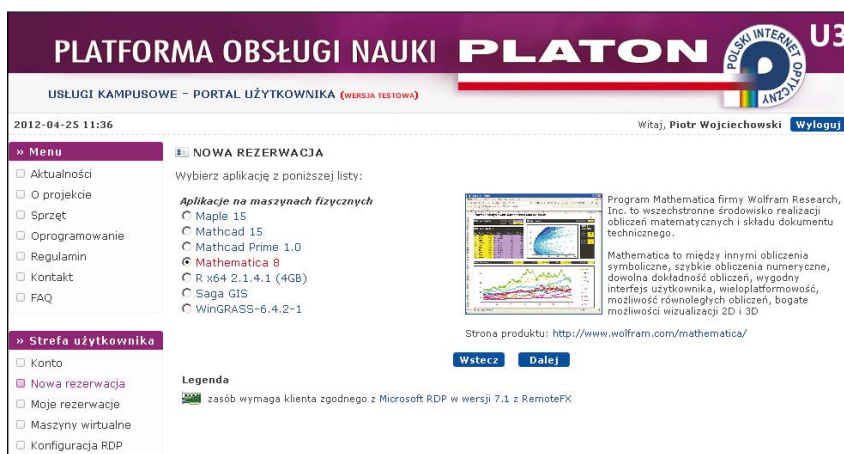 PLATFORMA OBSŁUGI NAUKI PLATON
U3
POLSKI INTERNET OPTYCZNY
USŁUGI KAMPUSOWE – PORTAL UŻYTKOWNIKA (WERSJA TESTOWA)
2012-04-25 11:36
Witaj, Piotr Wojciechowski Wyloguj
» Menu
Aktualności
O projekcie
Sprzęt
Oprogramowanie
Regulamin
Kontakt
FAQ
» Strefa użytkownika
Konto
Nowa rezerwacja
Moje rezerwacje
Maszyny wirtualne
Konfiguracja RDP
NOWA REZERWACJA
Wybierz aplikację z poniższej listy:
Aplikacje na maszynach fizycznych
Maple 15
Mathcad 15
Mathcad Prime 1.0
Mathematica 8
R x64 2.1.4.1 (4GB)
Saga GIS
WinGRASS-6.4.2-1
Program Mathematica firmy Wolfram Research,
Inc. to wszechstronne środowisko realizacji
obliczeń matematycznych i składu dokumentu
technicznego.
Mathematica to między innymi obliczenia
symboliczne, szybkie obliczenia numeryczne,
dowolna dokładność obliczeń, wygodny
interfejs użytkownika, wieloplatformowość,
możliwość równoległych obliczeń, bogate
możliwości wizualizacji 2D i 3D
Strona produktu: http://www.wolfram.com/mathematica/
Wstecz Dalej
Legenda
zasób wymaga klienta zgodnego z Microsoft RDP w wersji 7.1 z RemoteFX